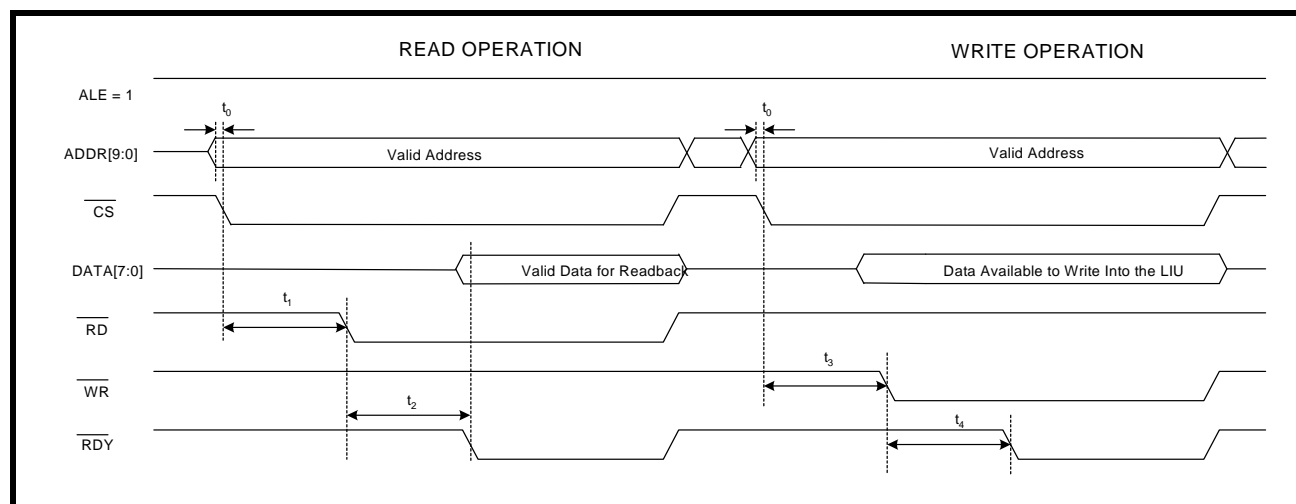 READ OPERATION WRITE OPERATION
ALE = 1
t0 t0
ADDR[9:0] Valid Address Valid Address
CS
DATA[7:0] Valid Data for Readback Data Available to Write Into the LIU
t1
RD
t3
WR
t2
t4
RDY